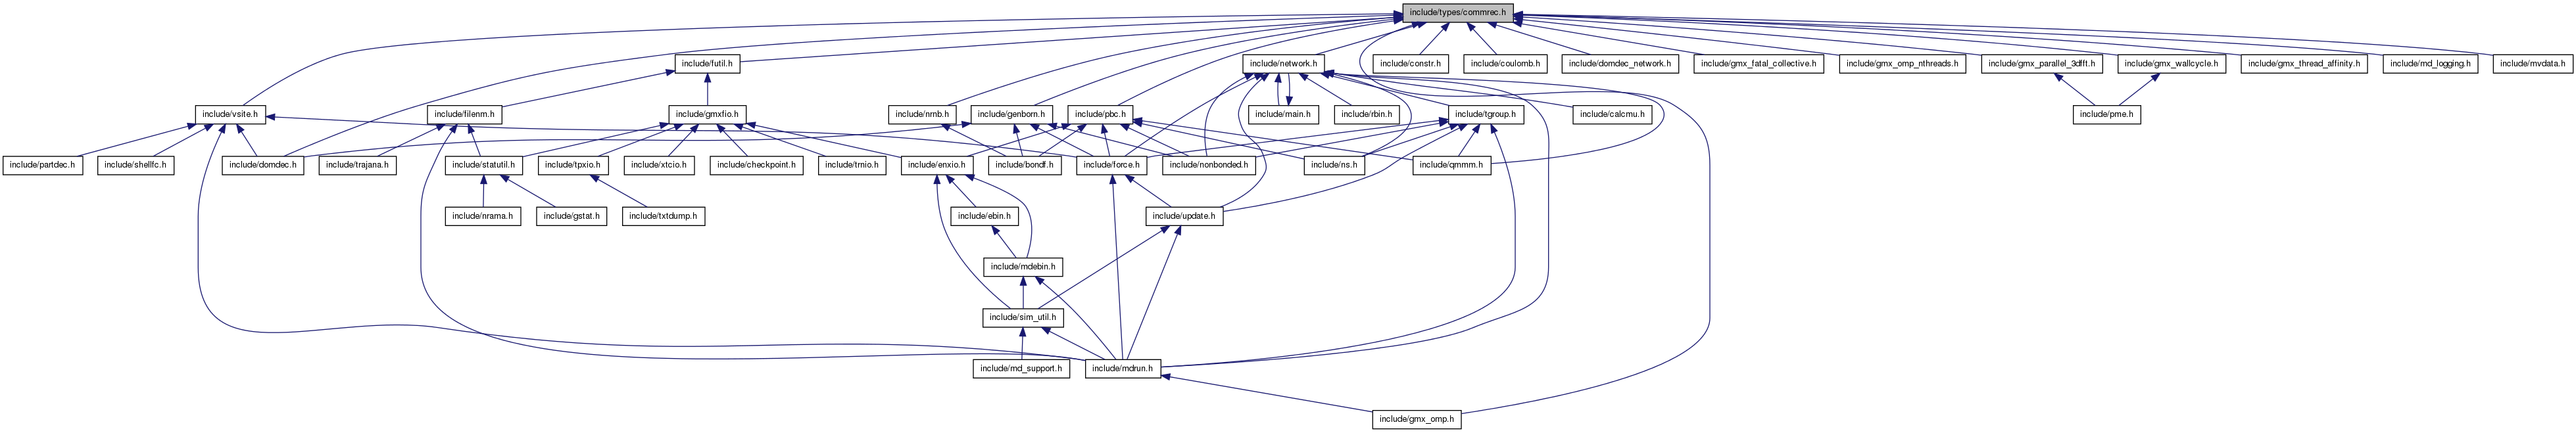 include/types/commrec.h
include/futil.h
include/network.h
include/constr.h
include/coulomb.h
include/domdec_network.h
include/gmx_fatal_collective.h
include/gmx_omp_nthreads.h
include/gmx_parallel_3dfft.h
include/gmx_wallcycle.h
include/gmx_thread_affinity.h
include/md_logging.h
include/mvdata.h
include/vsite.h
include/filenm.h
include/gmxfio.h
include/nrnb.h
include/genborn.h
include/pbc.h
include/main.h
include/rbin.h
include/tgroup.h
include/calcmu.h
include/pme.h
include/partdec.h
include/shellfc.h
include/domdec.h
include/trajana.h
include/statutil.h
include/tpxio.h
include/xtcio.h
include/checkpoint.h
include/trnio.h
include/enxio.h
include/bondf.h
include/force.h
include/nonbonded.h
include/ns.h
include/qmmm.h
include/nrama.h
include/gstat.h
include/txtdump.h
include/ebin.h
include/update.h
include/mdebin.h
include/sim_util.h
include/md_support.h
include/mdrun.h
include/gmx_omp.h